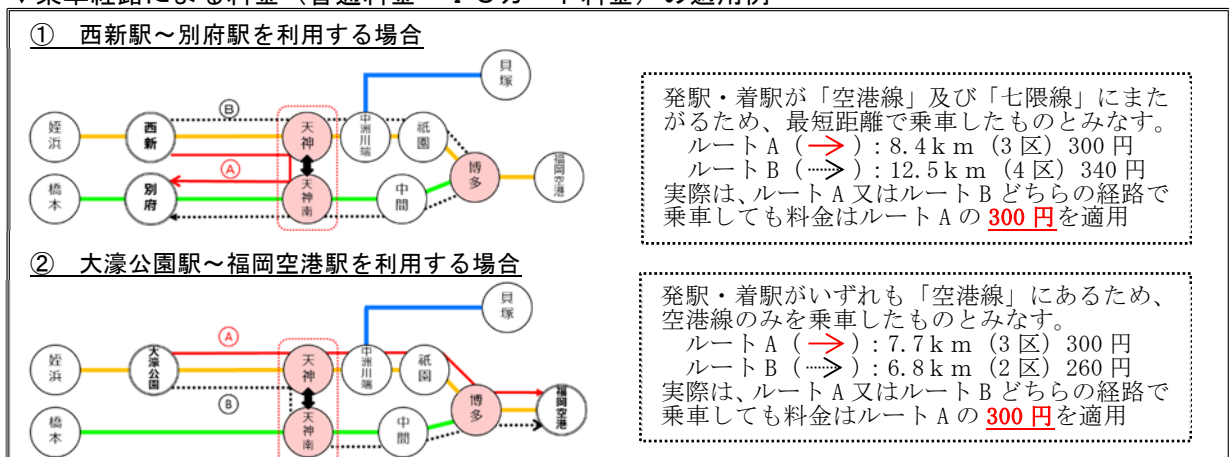 ① 西新駅～別府駅を利用する場合
貝塚
Ⓑ
姪浜
西新
天神
中洲川端
祇園
Ⓐ
博多
福岡空港
橋本
別府
天神南
中間
発駅・着駅が「空港線」及び「七隈線」にまた
がるため、最短距離で乗車したものとみなす。
ルートA（→）：8.4km（3区）300円
ルートB（⋯⋯>）：12.5km（4区）340円
実際は、ルートA又はルートBどちらの経路で
乗車しても料金はルートAの300円を適用
② 大濠公園駅～福岡空港駅を利用する場合
貝塚
Ⓐ
姪浜
大濠公園
天神
中洲川端
祇園
Ⓑ
博多
福岡空港
橋本
天神南
中間
発駅・着駅がいずれも「空港線」にあるため、
空港線のみを乗車したものとみなす。
ルートA（→）：7.7km（3区）300円
ルートB（⋯⋯>）：6.8km（2区）260円
実際は、ルートA又はルートBどちらの経路で
乗車しても料金はルートAの300円を適用